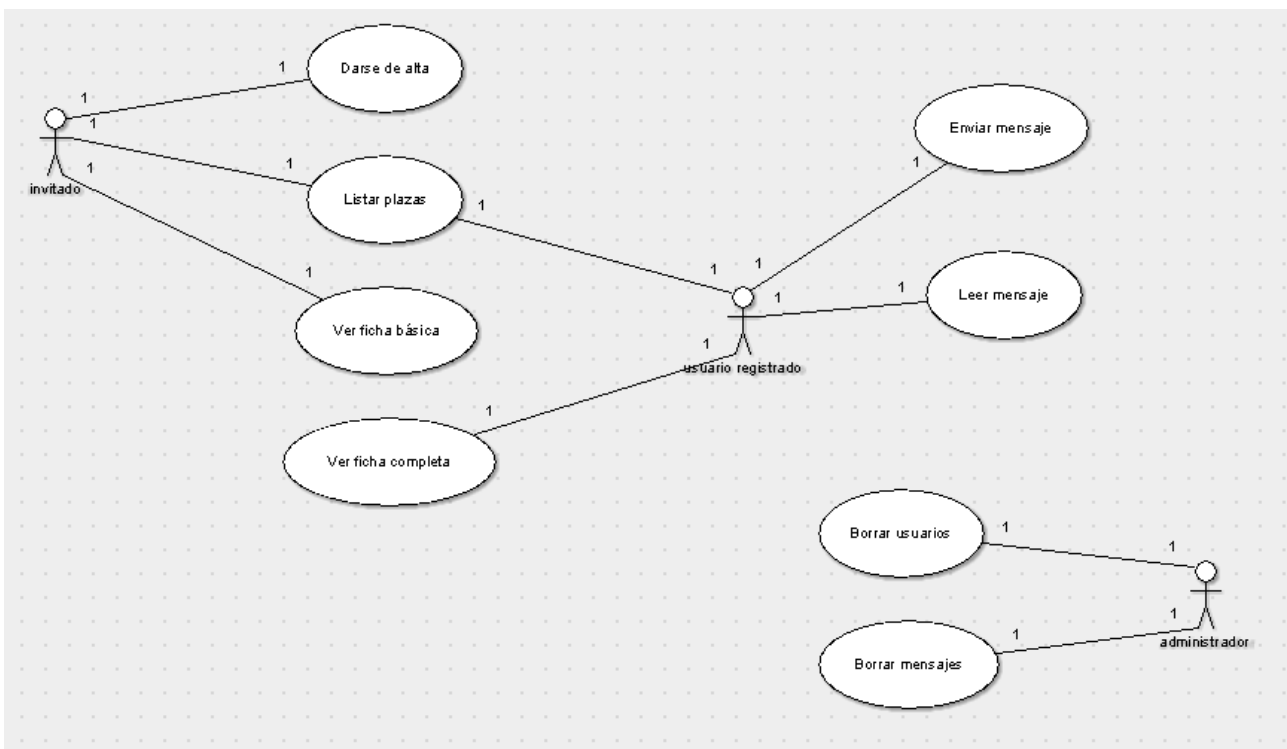 Darse de alta
1
1
1
1
invitado
1
1
Listar plazas
1
1
1
Ver ficha básica
Enviar mensaje
1
1
1
1
Leer mensaje
1
usuario registrado
1
Ver ficha completa
Borrar usuarios
1
1
administrador
1
1
Borrar mensajes